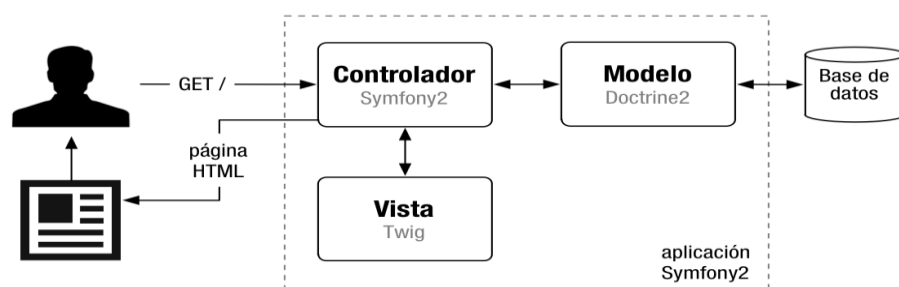 GET /
Controlador
Symfony2
Modelo
Doctrine2
Base de
datos
página
HTML
Vista
Twig
aplicación
Symfony2